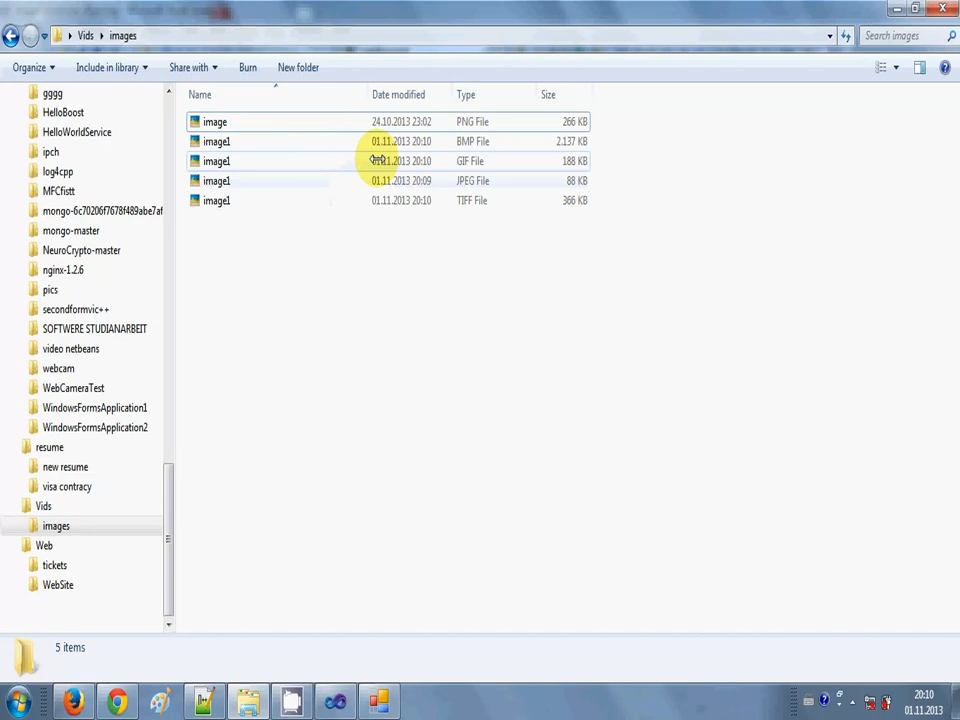 Vids
images
Search images
Organize
Include in library
Share with
Burn
New folder
Name
Date modified
Type
Size
image 24.10.2013 23:02 PNG File 266 KB
image1 01.11.2013 20:10 BMP File 2.137 KB
image1 01.11.2013 20:10 GIF File 188 KB
image1 01.11.2013 20:09 JPEG File 88 KB
image1 01.11.2013 20:10 TIFF File 366 KB
gggg
HelloBoost
HelloWorldService
ipch
log4cpp
MFCfistt
mongo-6c70206f7678f489abe7af
mongo-master
NeuroCrypto-master
nginx-1.2.6
pics
secondformvic++
SOFTWERE STUDIANARBEIT
video netbeans
webcam
WebCameraTest
WindowsFormsApplication1
WindowsFormsApplication2
resume
new resume
visa contracy
Vids
images
Web
tickets
WebSite
5 items
20:10
01.11.2013